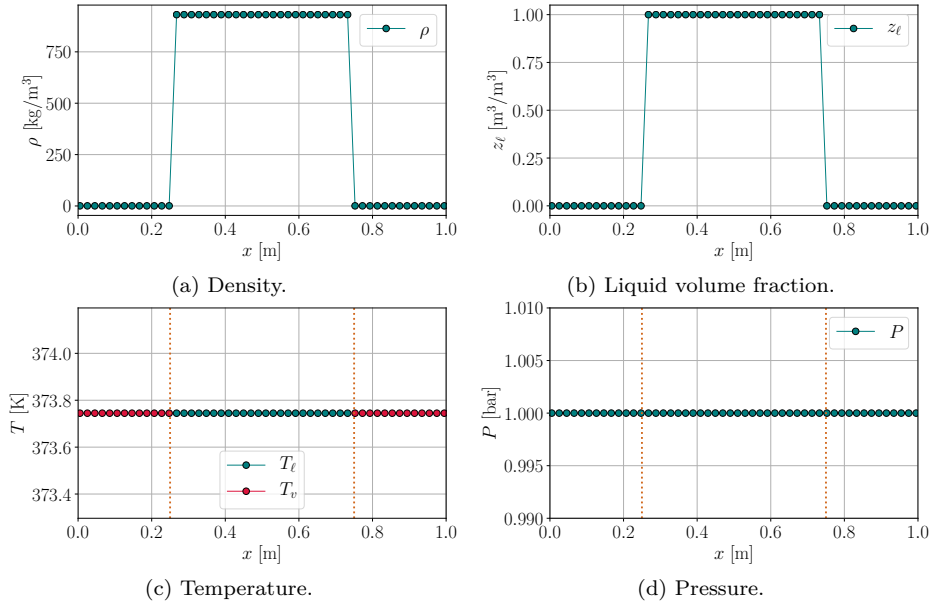 750
500
250
0
ρ [kg/m³]
ρ
0.0 0.2 0.4 0.6 0.8 1.0
x [m]
(a) Density.
1.00
0.75
0.50
0.25
0.00
z_ℓ [m³/m³]
z_ℓ
0.0 0.2 0.4 0.6 0.8 1.0
x [m]
(b) Liquid volume fraction.
374.0
373.8
373.6
373.4
T [K]
T_ℓ
T_v
0.0 0.2 0.4 0.6 0.8 1.0
x [m]
(c) Temperature.
1.010
1.005
1.000
0.995
0.990
P [bar]
P
0.0 0.2 0.4 0.6 0.8 1.0
x [m]
(d) Pressure.